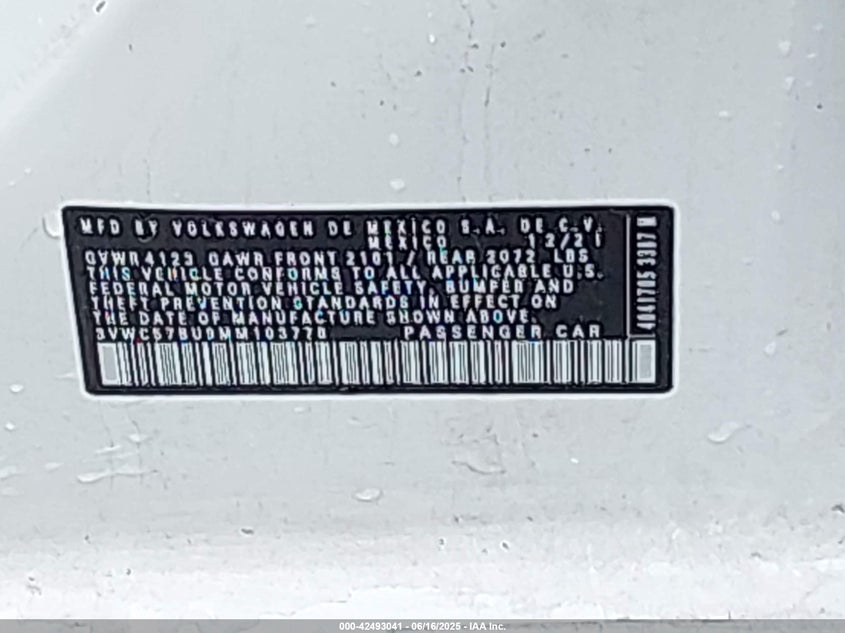 MFD BY VOLKSWAGEN DE MEXICO S.A. DE C.V.
MEXICO 12/21
GVWR 4123 GAWR FRONT 2101 / REAR 2072 LBS
THIS VEHICLE CONFORMS TO ALL APPLICABLE U.S.
FEDERAL MOTOR VEHICLE SAFETY, BUMPER AND
THEFT PREVENTION STANDARDS IN EFFECT ON
THE DATE OF MANUFACTURE SHOWN ABOVE.
PASSENGER CAR
000-42493041 - 06/16/2025 - IAA Inc.